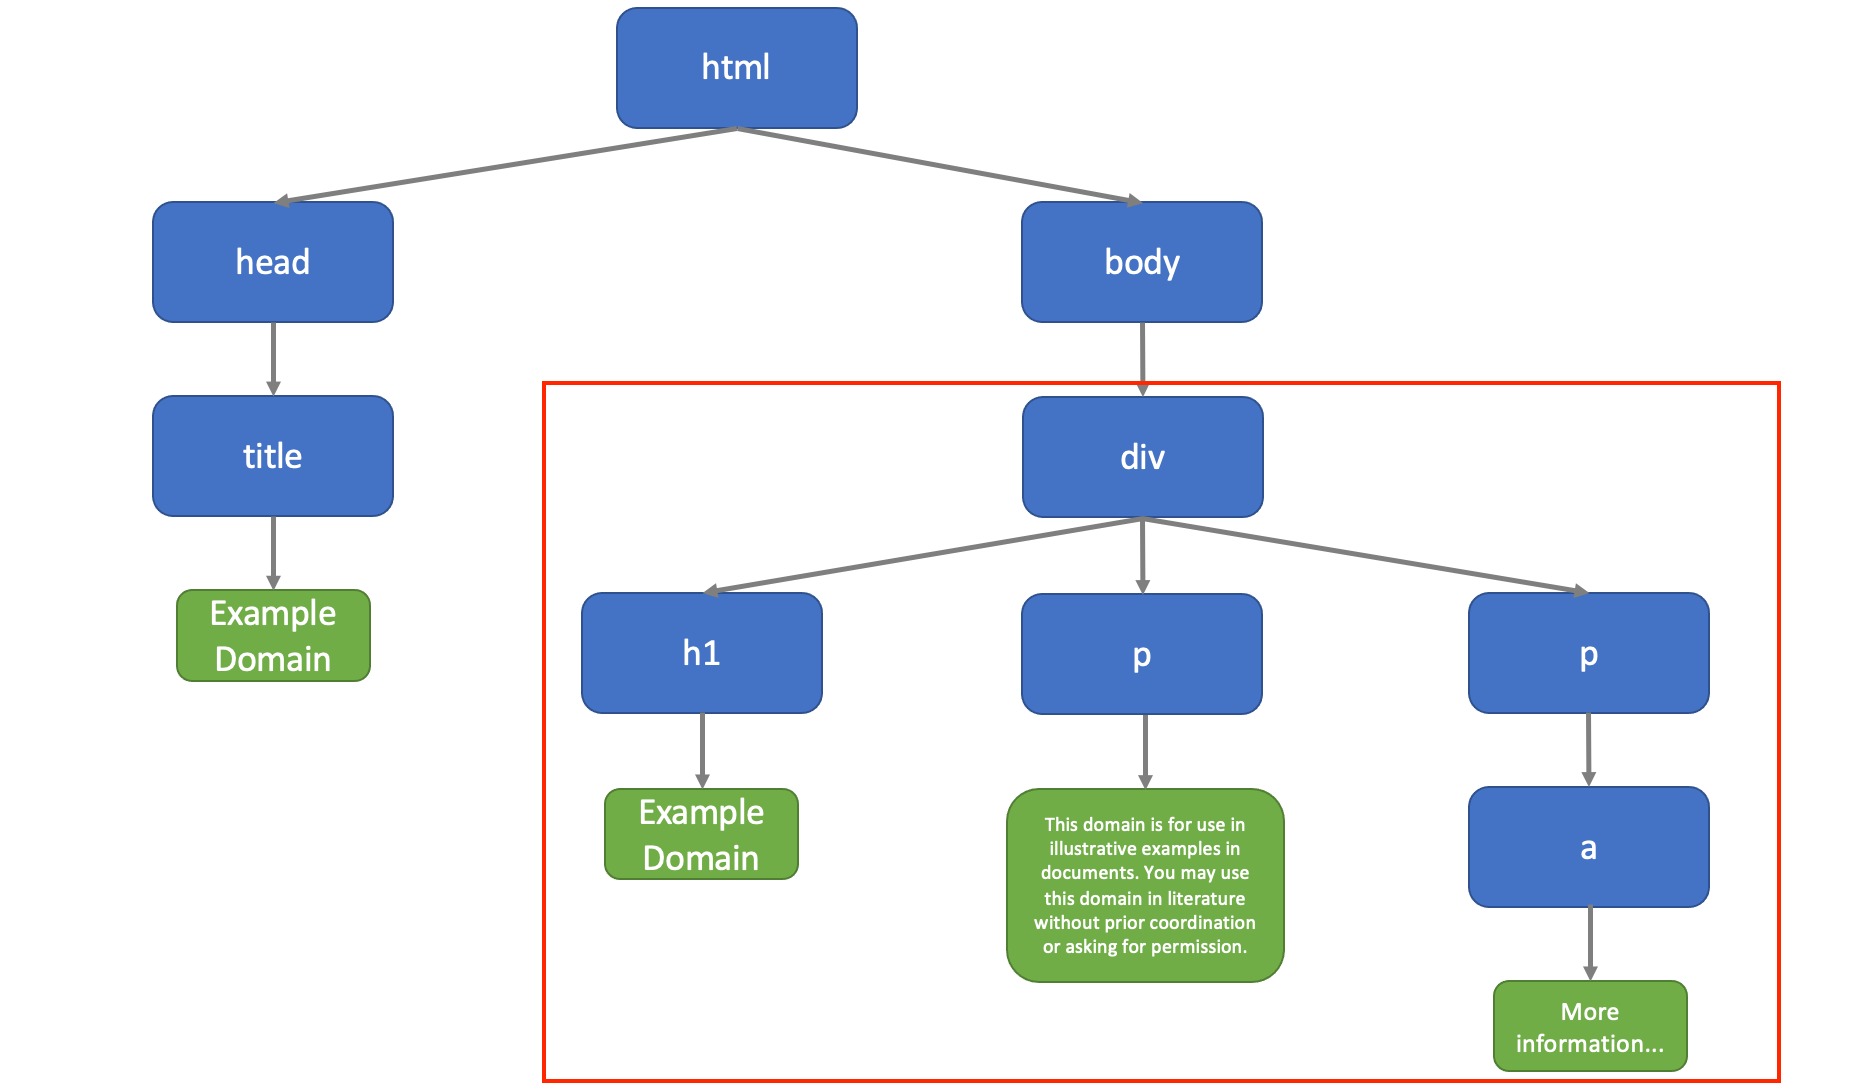 html
head
body
title
div
Example
Domain
h1
p
p
Example
Domain
This domain is for use in
illustrative examples in
documents. You may use
this domain in literature
without prior coordination
or asking for permission.
a
More
information...